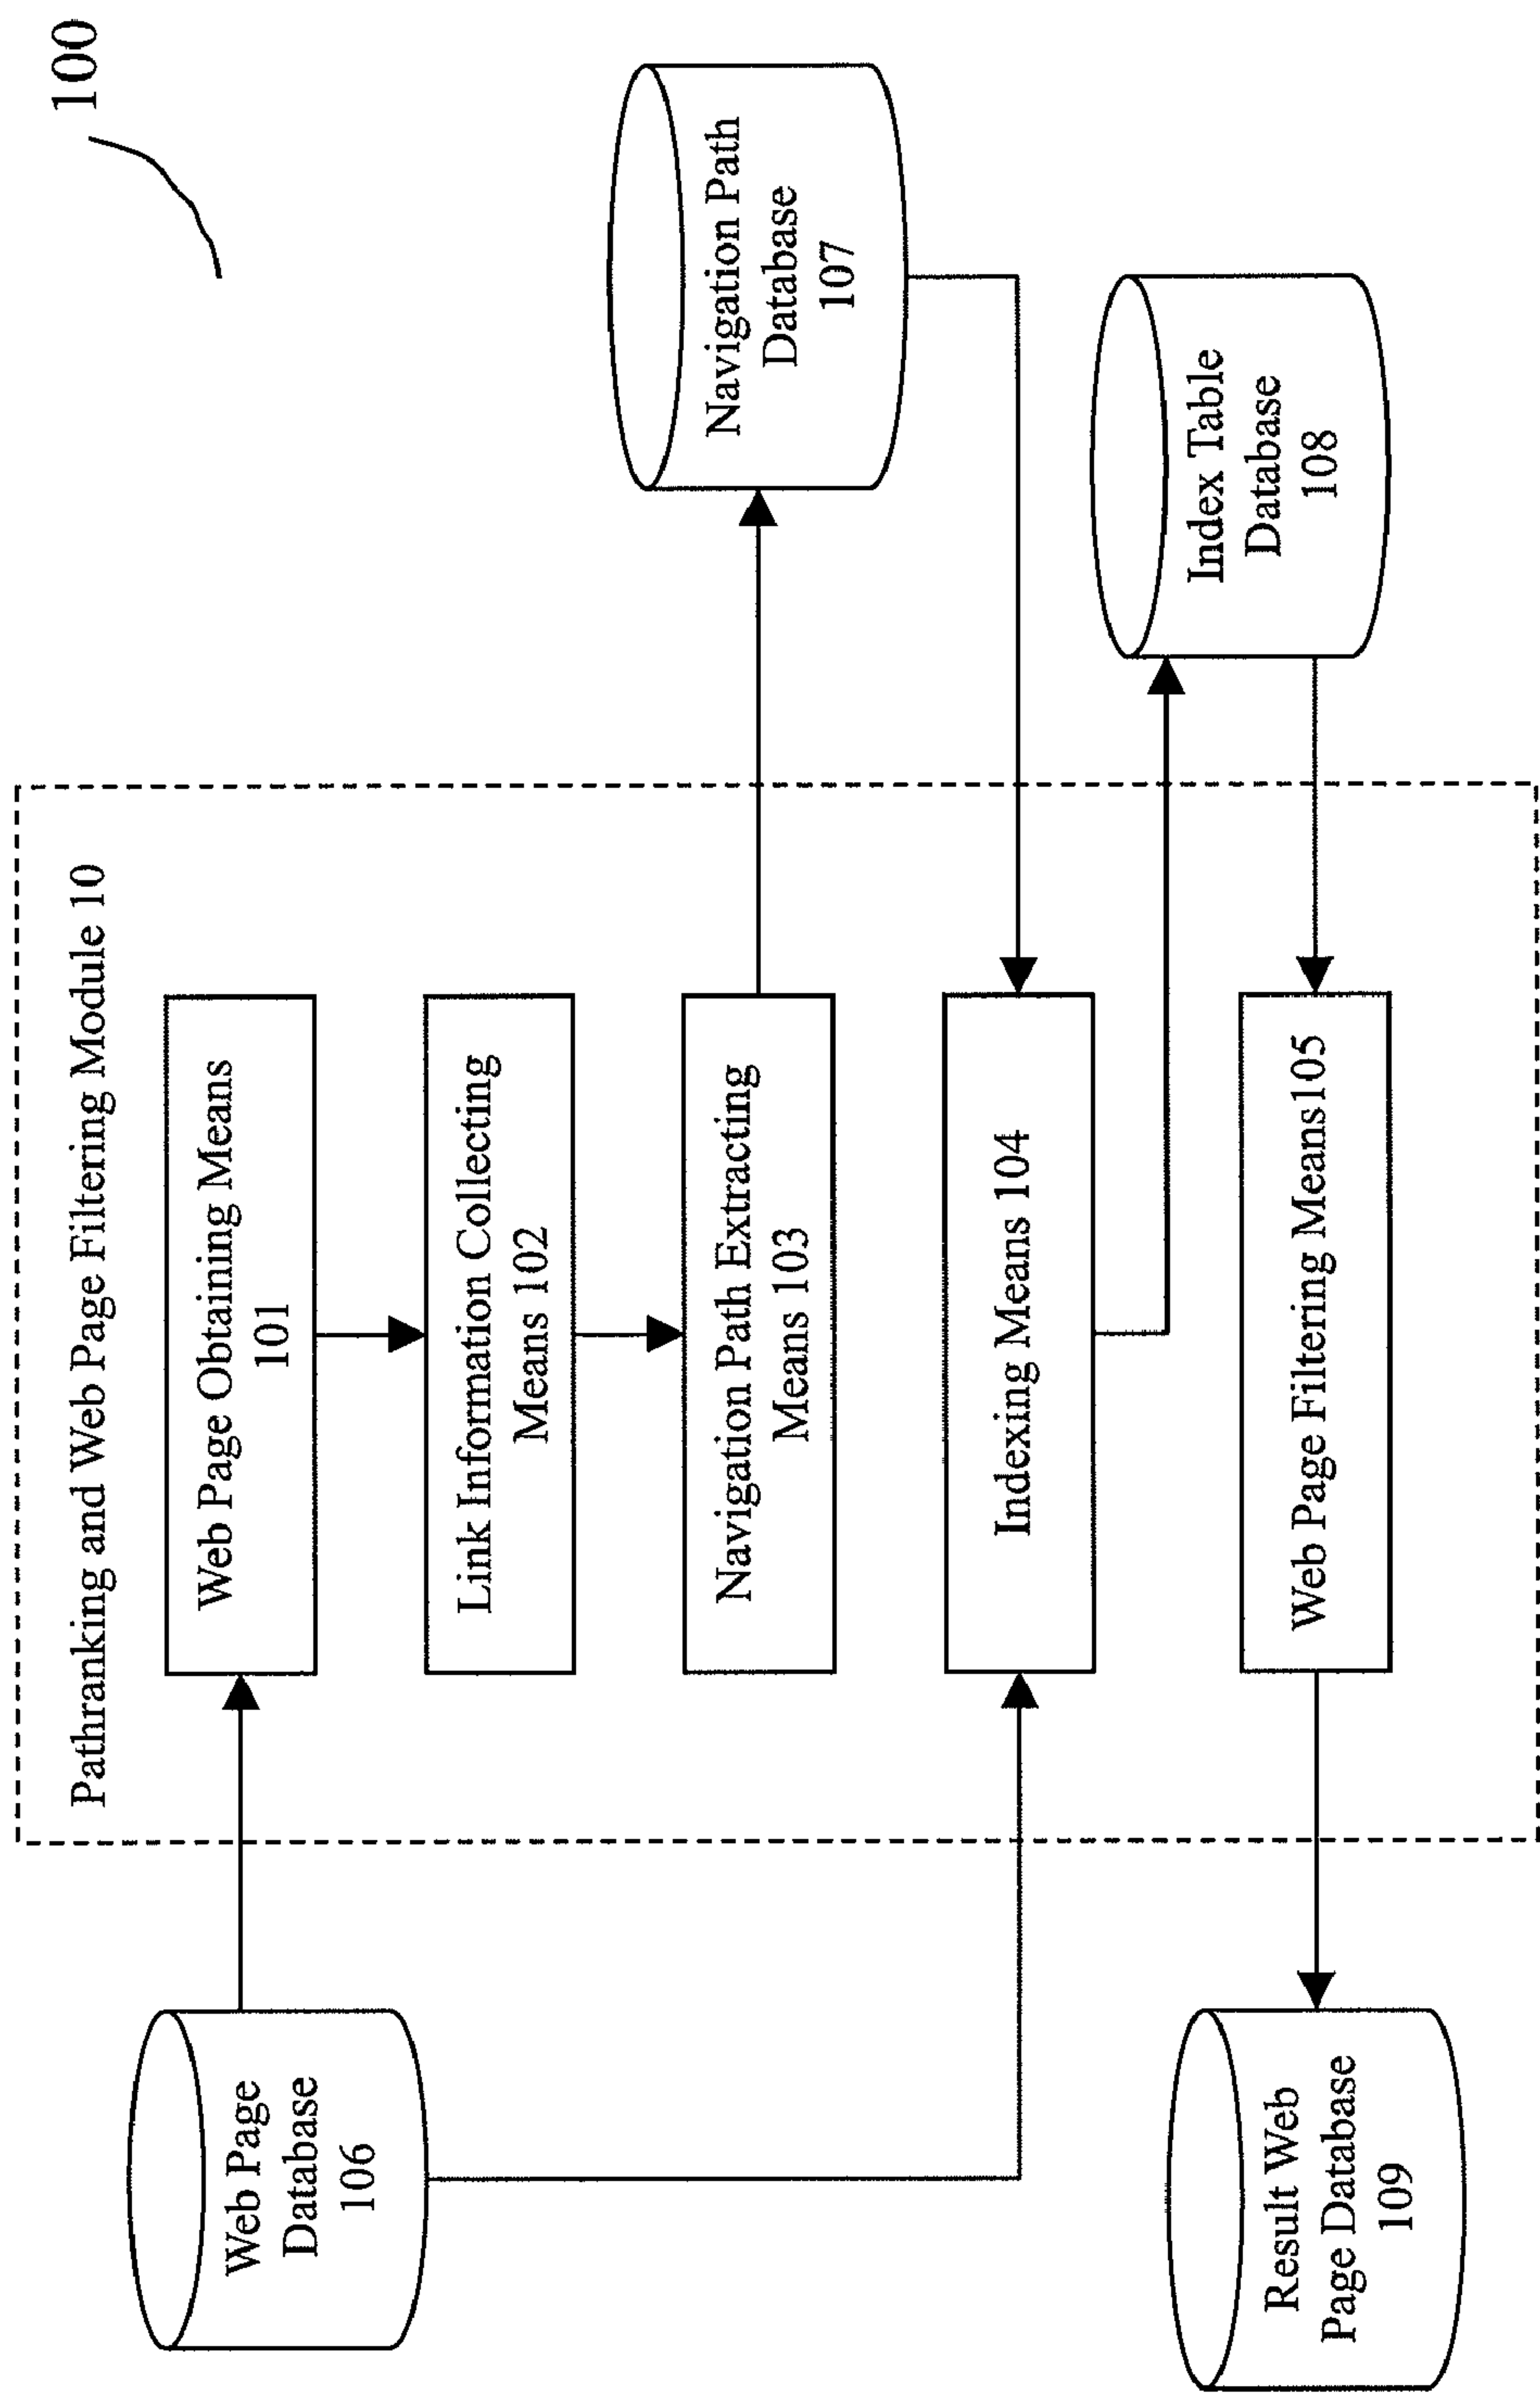 100
Pathranking and Web Page Filtering Module 10
Web Page
Database
106
Web Page Obtaining Means
101
Link Information Collecting
Means 102
Navigation Path Extracting
Means 103
Navigation Path
Database
107
Indexing Means 104
Index Table
Database
108
Web Page Filtering Means105
Result Web
Page Database
109